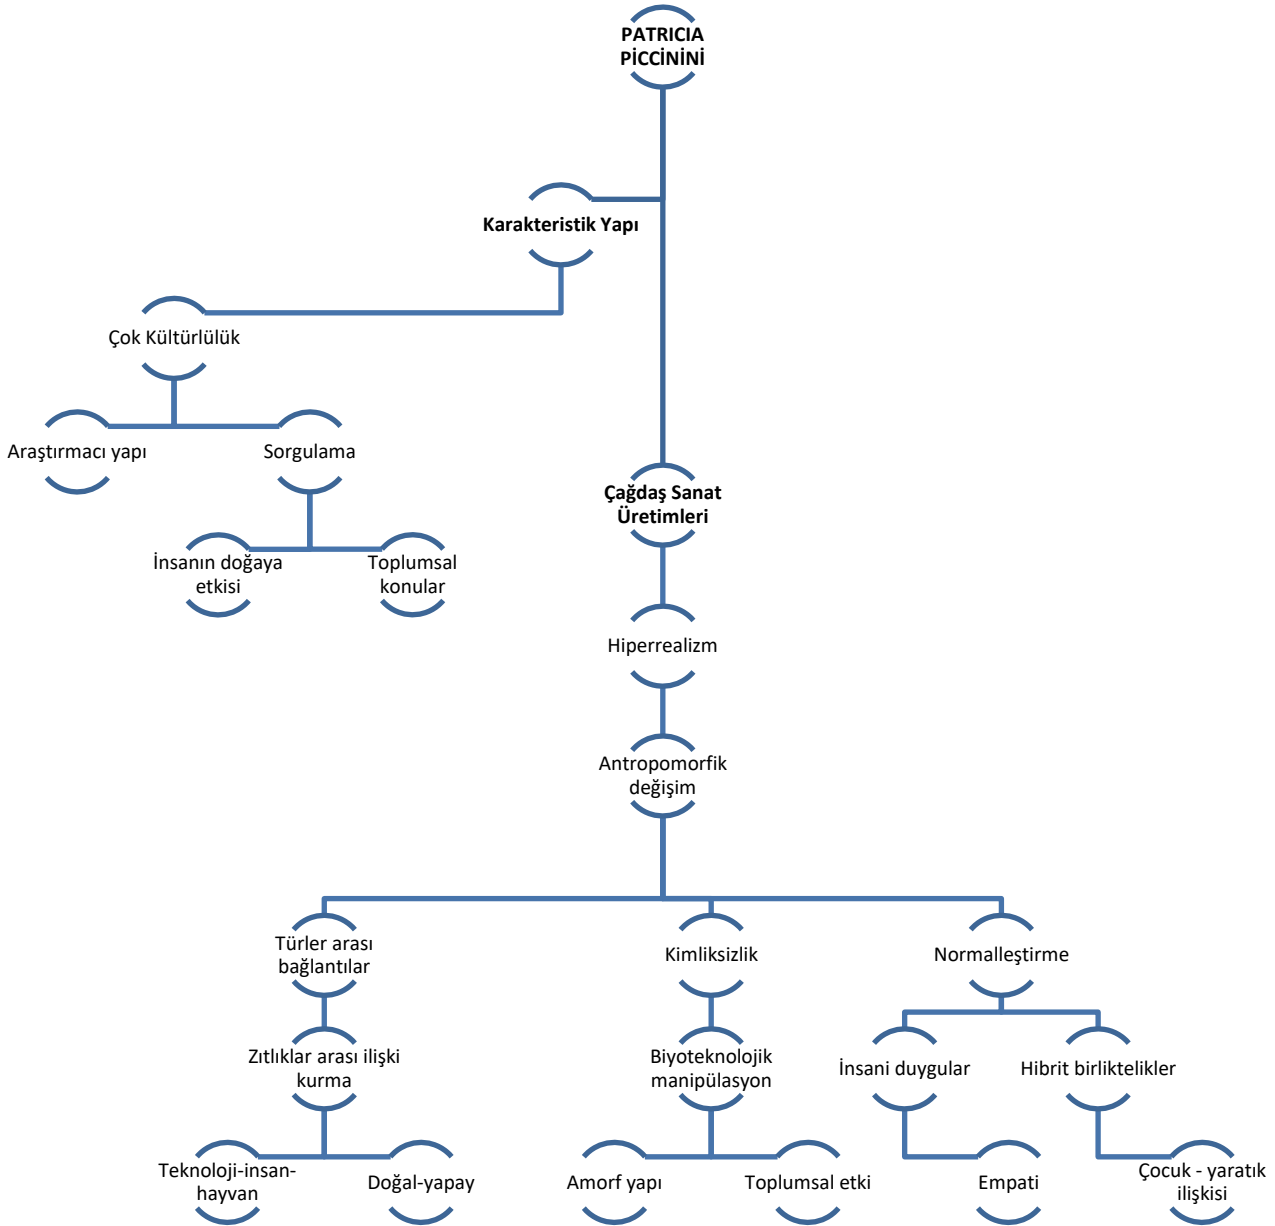 PATRICIA
PİCCİNİNİ
Karakteristik Yapı
Çok Kültürlülük
Araştırmacı yapı
Sorgulama
İnsanın doğaya
etkisi
Toplumsal
konular
Çağdaş Sanat
Üretimleri
Hiperrealizm
Antropomorfik
değişim
Türler arası
bağlantılar
Kimliksizlik
Normalleştirme
Zıtlıklar arası ilişki
kurma
Biyoteknolojik
manipülasyon
İnsani duygular
Hibrit birliktelikler
Teknoloji-insan-
hayvan
Doğal-yapay
Amorf yapı
Toplumsal etki
Empati
Çocuk - yaratık
ilişkisi